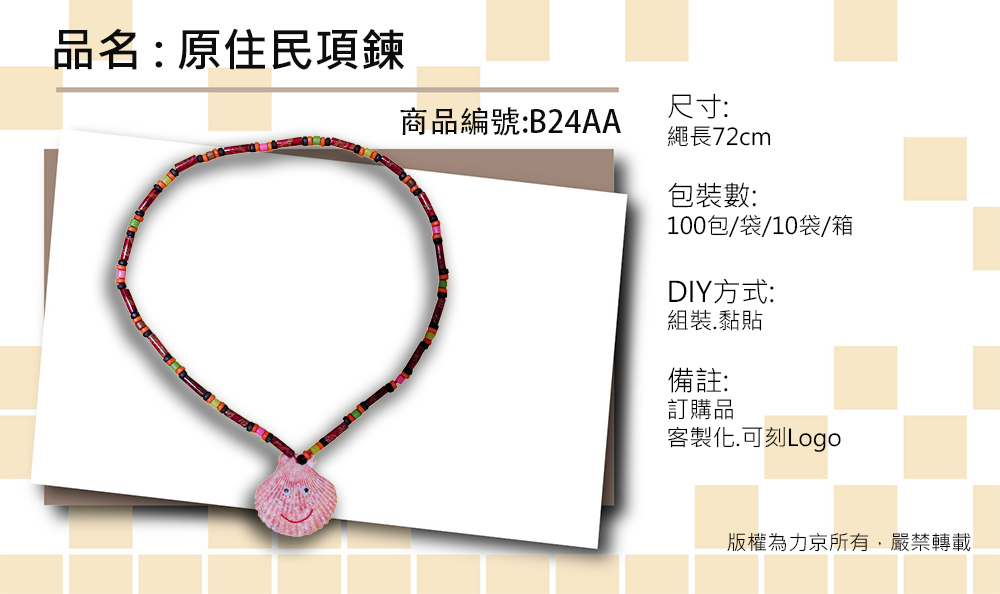 品名 : 原住民項鍊
商品編號:B24AA
尺寸:
繩長72cm
包裝數:
100包/袋/10袋/箱
DIY方式:
組裝.黏貼
備註:
訂購品
客製化.可刻Logo
版權為力京所有，嚴禁轉載